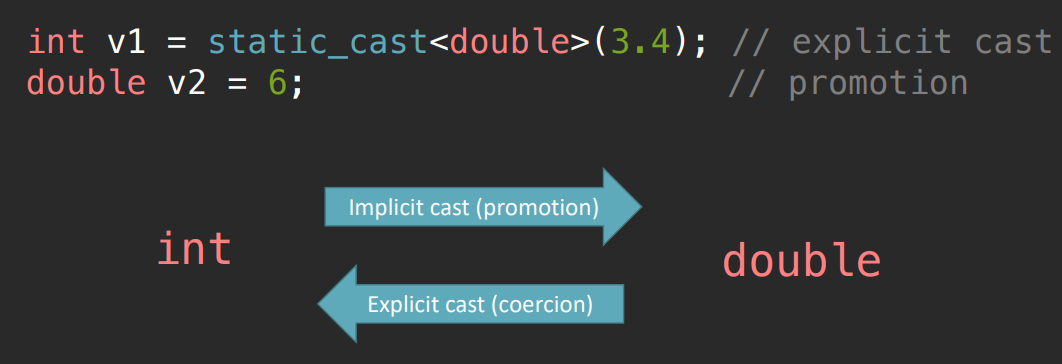 int v1 = static_cast<double>(3.4); // explicit cast
double v2 = 6;                     // promotion
Implicit cast (promotion)
int
double
Explicit cast (coercion)